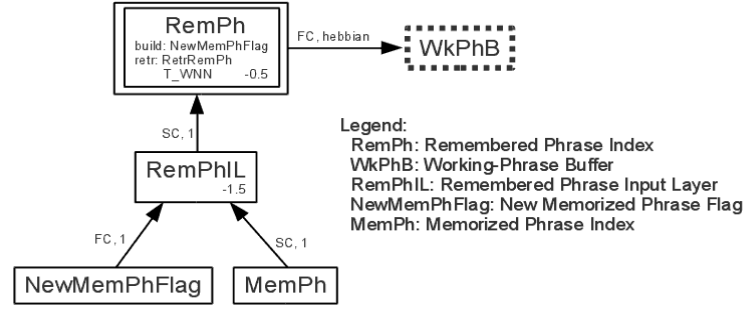 RemPh
build: NewMemPhFlag
retr: RetrRemPh
T_WNN -0.5
FC, hebbian
WkPhB
SC, 1
RemPhIL
-1.5
FC, 1
SC, 1
NewMemPhFlag
MemPh
Legend:
RemPh: Remembered Phrase Index
WkPhB: Working-Phrase Buffer
RemPhIL: Remembered Phrase Input Layer
NewMemPhFlag: New Memorized Phrase Flag
MemPh: Memorized Phrase Index